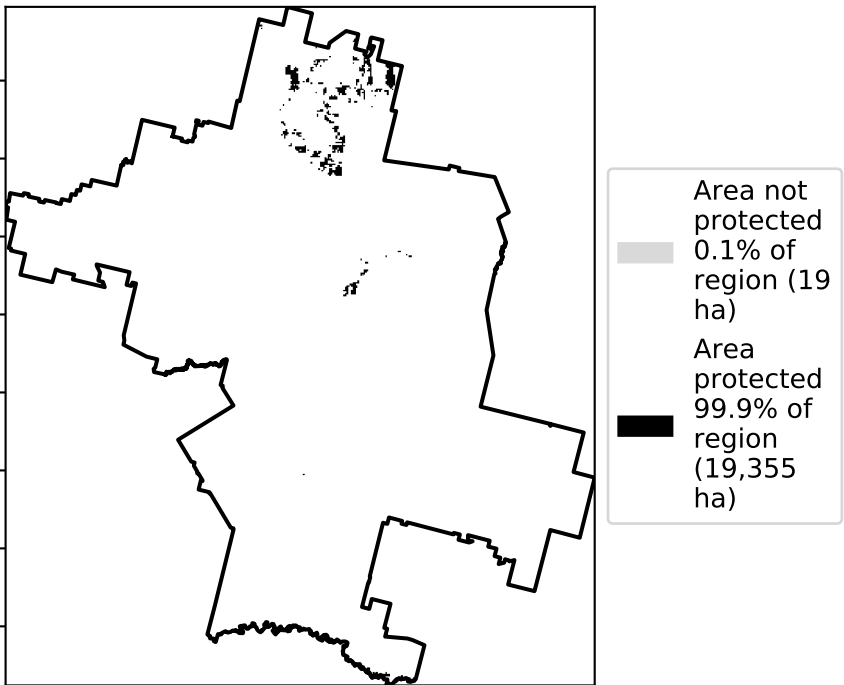 Area not
protected
0.1% of
region (19
ha)
Area
protected
99.9% of
region
(19,355
ha)